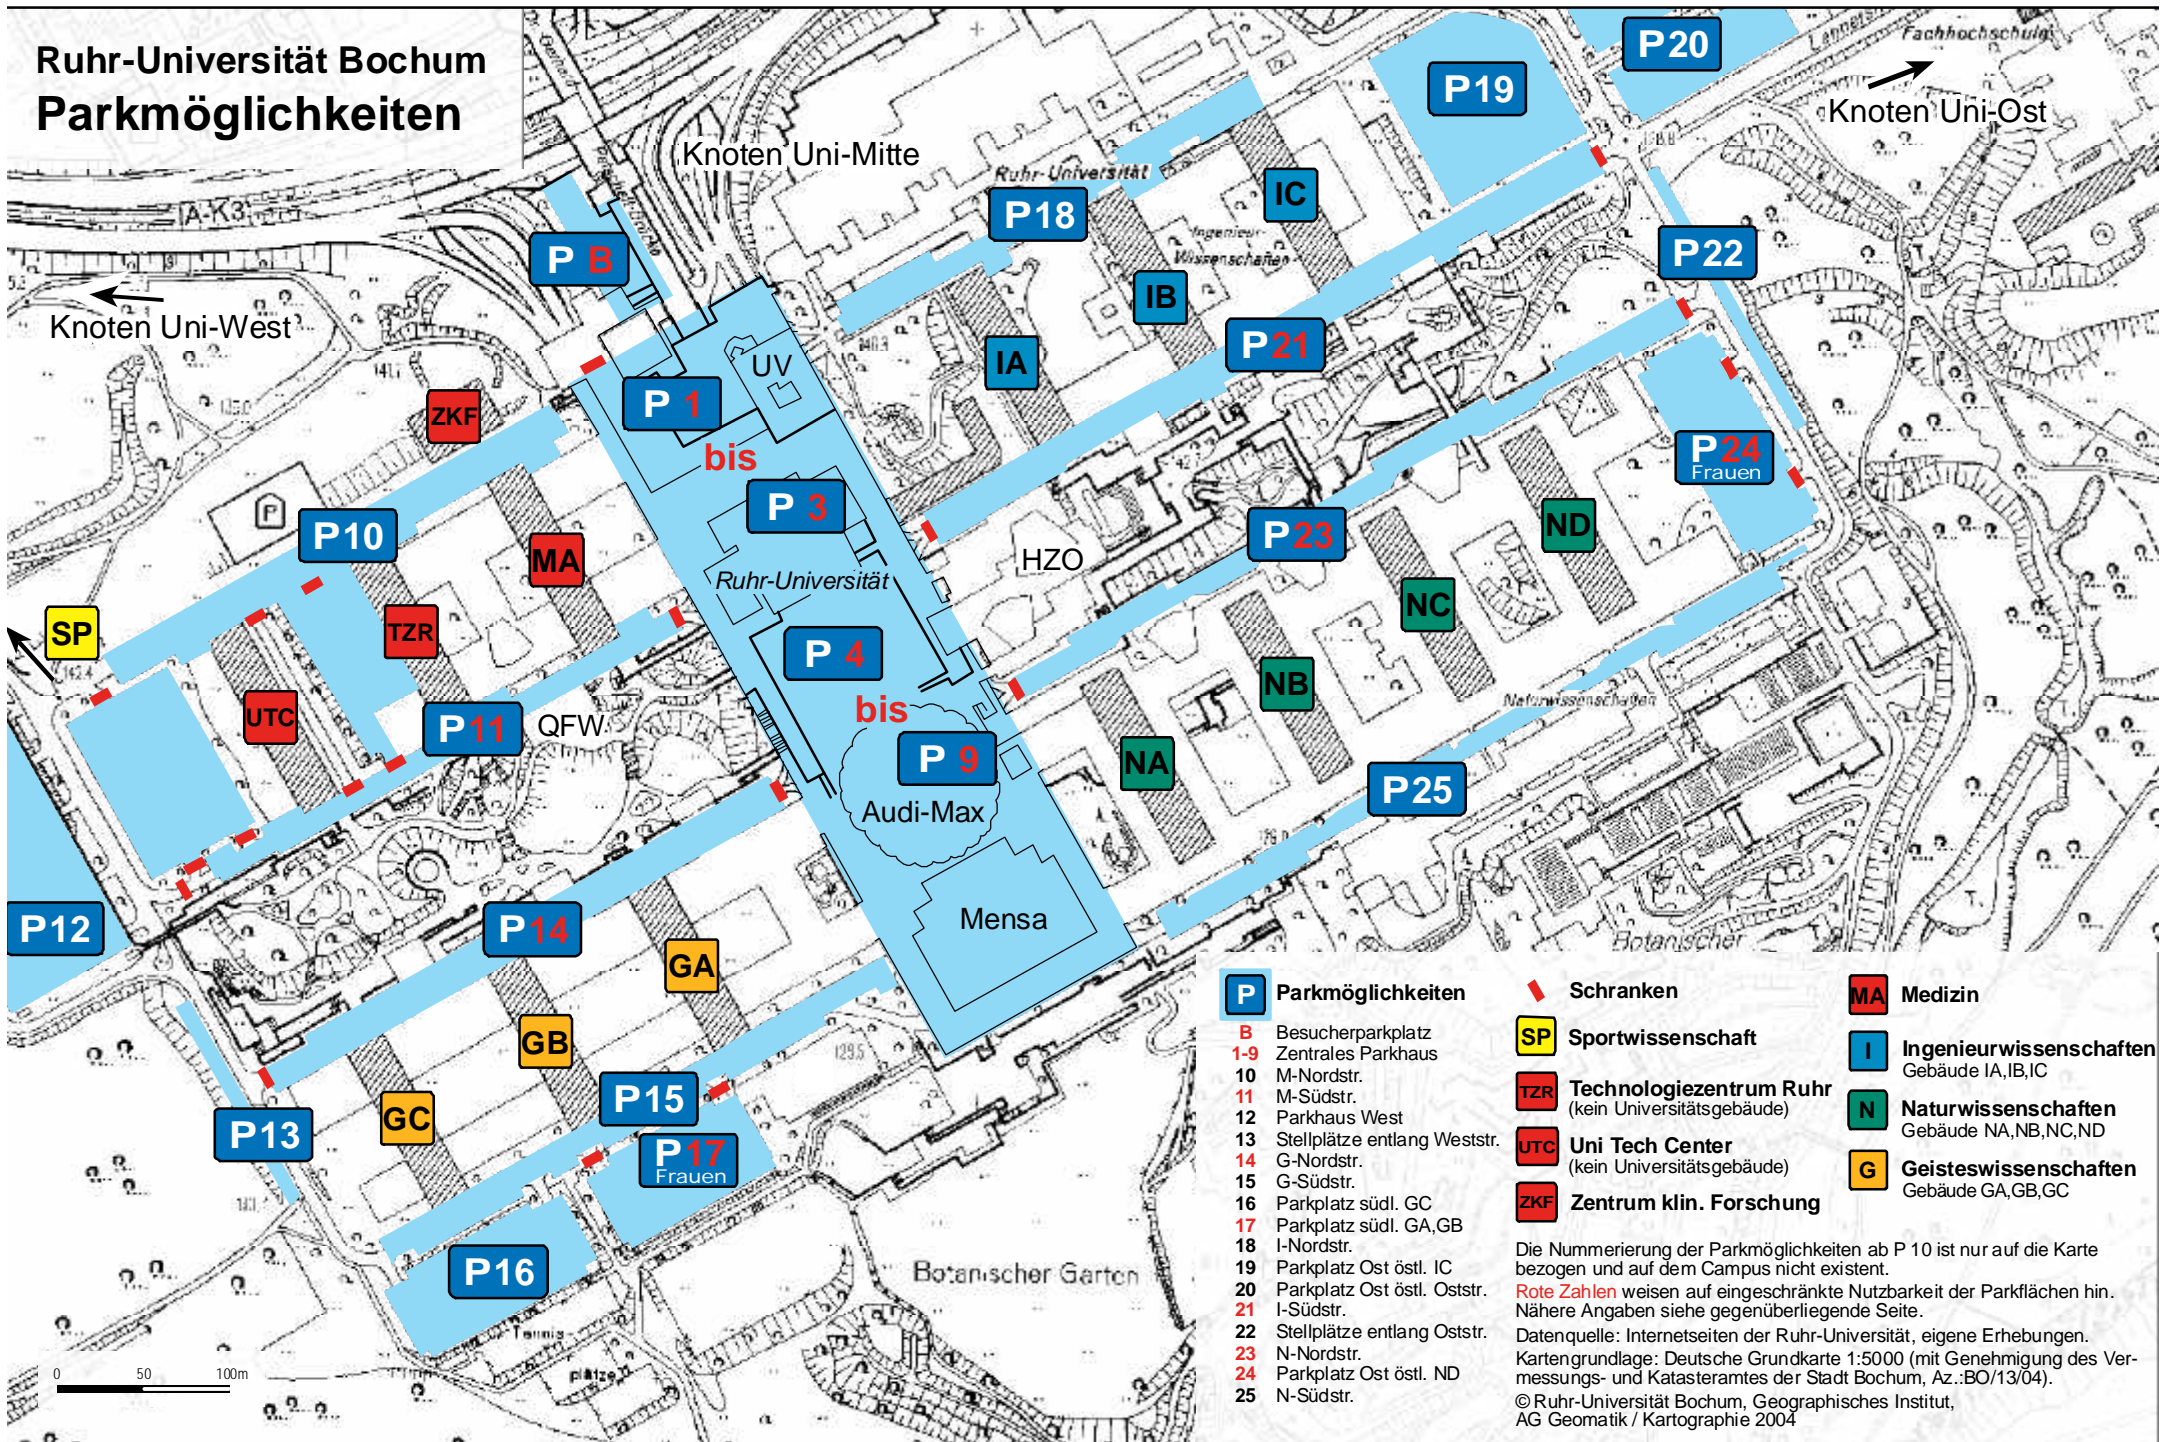 Ruhr-Universität Bochum
Parkmöglichkeiten
Knoten Uni-Mitte
Knoten Uni-Ost
Knoten Uni-West
Fachhochschule
Ruhr-Universität
IA-K3
P20
P19
P18
IC
P B
P22
IB
Ingenieur-
Wissenschaften
P21
IA
UV
P 1
bis
ZKF
P24
Frauen
P 3
P10
P
MA
HZO
P23
ND
Ruhr-Universität
NC
SP
TZR
P 4
NB
UTC
P11
QFW
bis
P 9
NA
Naturwissenschaften
P25
Audi-Max
Mensa
P12
P14
GA
GB
129.5
P15
GC
P13
P17
Frauen
P16
Botanischer Garten
Botanischer
Tennis-
plätze
0 50 100m
P Parkmöglichkeiten
B Besucherparkplatz
1-9 Zentrales Parkhaus
10 M-Nordstr.
11 M-Südstr.
12 Parkhaus West
13 Stellplätze entlang Weststr.
14 G-Nordstr.
15 G-Südstr.
16 Parkplatz südl. GC
17 Parkplatz südl. GA,GB
18 I-Nordstr.
19 Parkplatz Ost östl. IC
20 Parkplatz Ost östl. Oststr.
21 I-Südstr.
22 Stellplätze entlang Oststr.
23 N-Nordstr.
24 Parkplatz Ost östl. ND
25 N-Südstr.
Schranken
SP Sportwissenschaft
TZR Technologiezentrum Ruhr
(kein Universitätsgebäude)
UTC Uni Tech Center
(kein Universitätsgebäude)
ZKF Zentrum klin. Forschung
MA Medizin
I Ingenieurwissenschaften
Gebäude IA,IB,IC
N Naturwissenschaften
Gebäude NA,NB,NC,ND
G Geisteswissenschaften
Gebäude GA,GB,GC
Die Nummerierung der Parkmöglichkeiten ab P 10 ist nur auf die Karte
bezogen und auf dem Campus nicht existent.
Rote Zahlen weisen auf eingeschränkte Nutzbarkeit der Parkflächen hin.
Nähere Angaben siehe gegenüberliegende Seite.
Datenquelle: Internetseiten der Ruhr-Universität, eigene Erhebungen.
Kartengrundlage: Deutsche Grundkarte 1:5000 (mit Genehmigung des Ver-
messungs- und Katasteramtes der Stadt Bochum, Az.:BO/13/04).
© Ruhr-Universität Bochum, Geographisches Institut,
AG Geomatik / Kartographie 2004